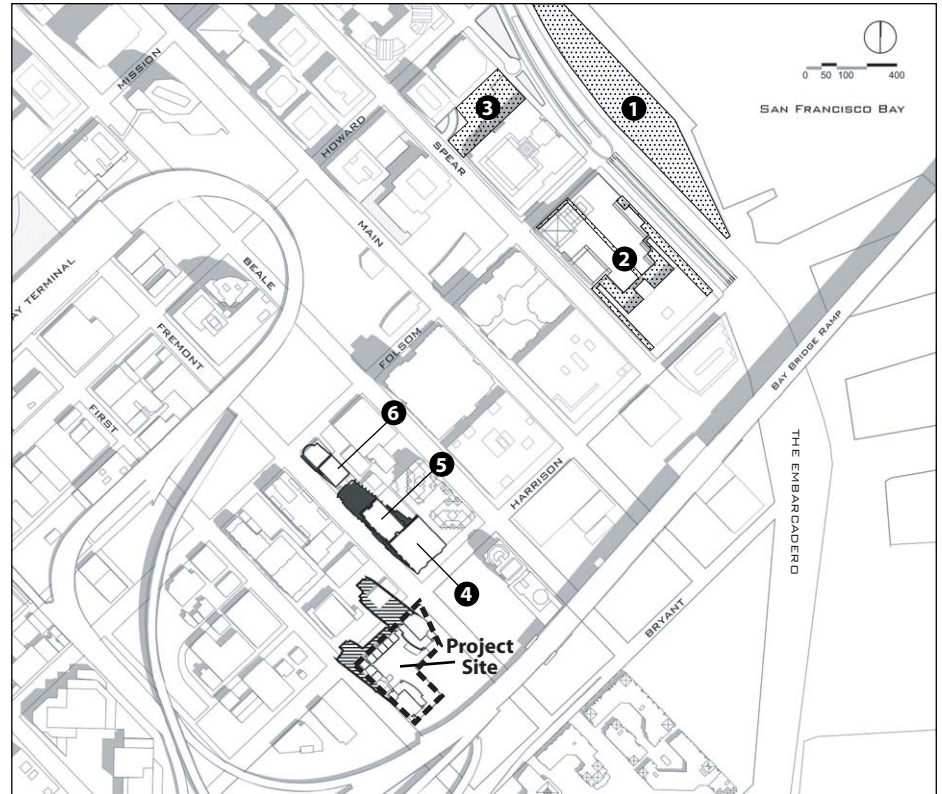 MISSION
HOWARD
SPEAR
MAIN
3
1
0 50 100 400
SAN FRANCISCO BAY
2
BEALE
AY TERMINAL
FREMONT
FIRST
FOLSOM
BAY BRIDGE RAMP
6
5
HARRISON
THE EMBARCADERO
4
BRYANT
Project
Site